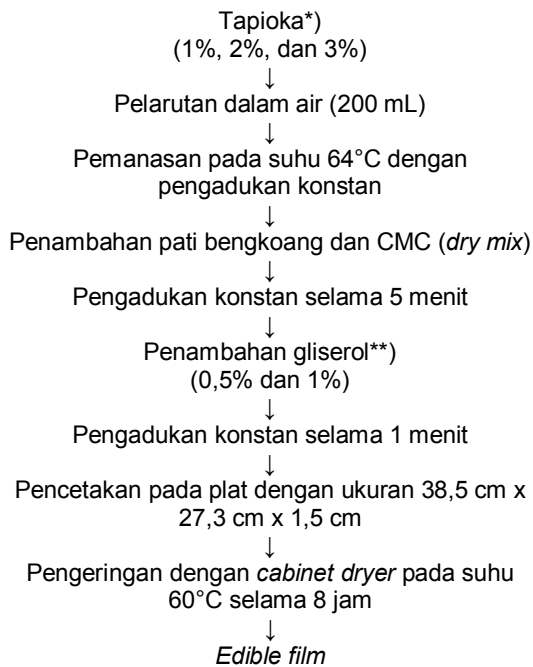 Tapioka*)
(1%, 2%, dan 3%)
↓
Pelarutan dalam air (200 mL)
↓
Pemanasan pada suhu 64°C dengan
pengadukan konstan
↓
Penambahan pati bengkoang dan CMC (dry mix)
↓
Pengadukan konstan selama 5 menit
↓
Penambahan gliserol**)
(0,5% dan 1%)
↓
Pengadukan konstan selama 1 menit
↓
Pencetakan pada plat dengan ukuran 38,5 cm x
27,3 cm x 1,5 cm
↓
Pengeringan dengan cabinet dryer pada suhu
60°C selama 8 jam
↓
Edible film